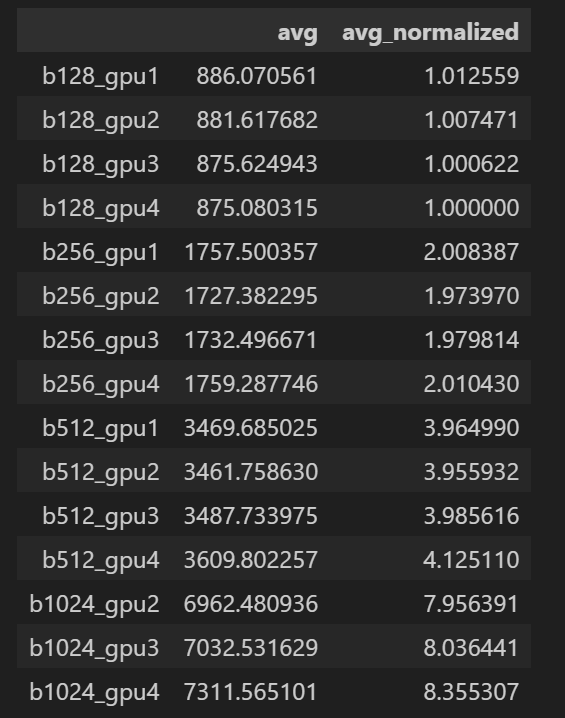 avg avg_normalized
b128_gpu1 886.070561 1.012559
b128_gpu2 881.617682 1.007471
b128_gpu3 875.624943 1.000622
b128_gpu4 875.080315 1.000000
b256_gpu1 1757.500357 2.008387
b256_gpu2 1727.382295 1.973970
b256_gpu3 1732.496671 1.979814
b256_gpu4 1759.287746 2.010430
b512_gpu1 3469.685025 3.964990
b512_gpu2 3461.758630 3.955932
b512_gpu3 3487.733975 3.985616
b512_gpu4 3609.802257 4.125110
b1024_gpu2 6962.480936 7.956391
b1024_gpu3 7032.531629 8.036441
b1024_gpu4 7311.565101 8.355307